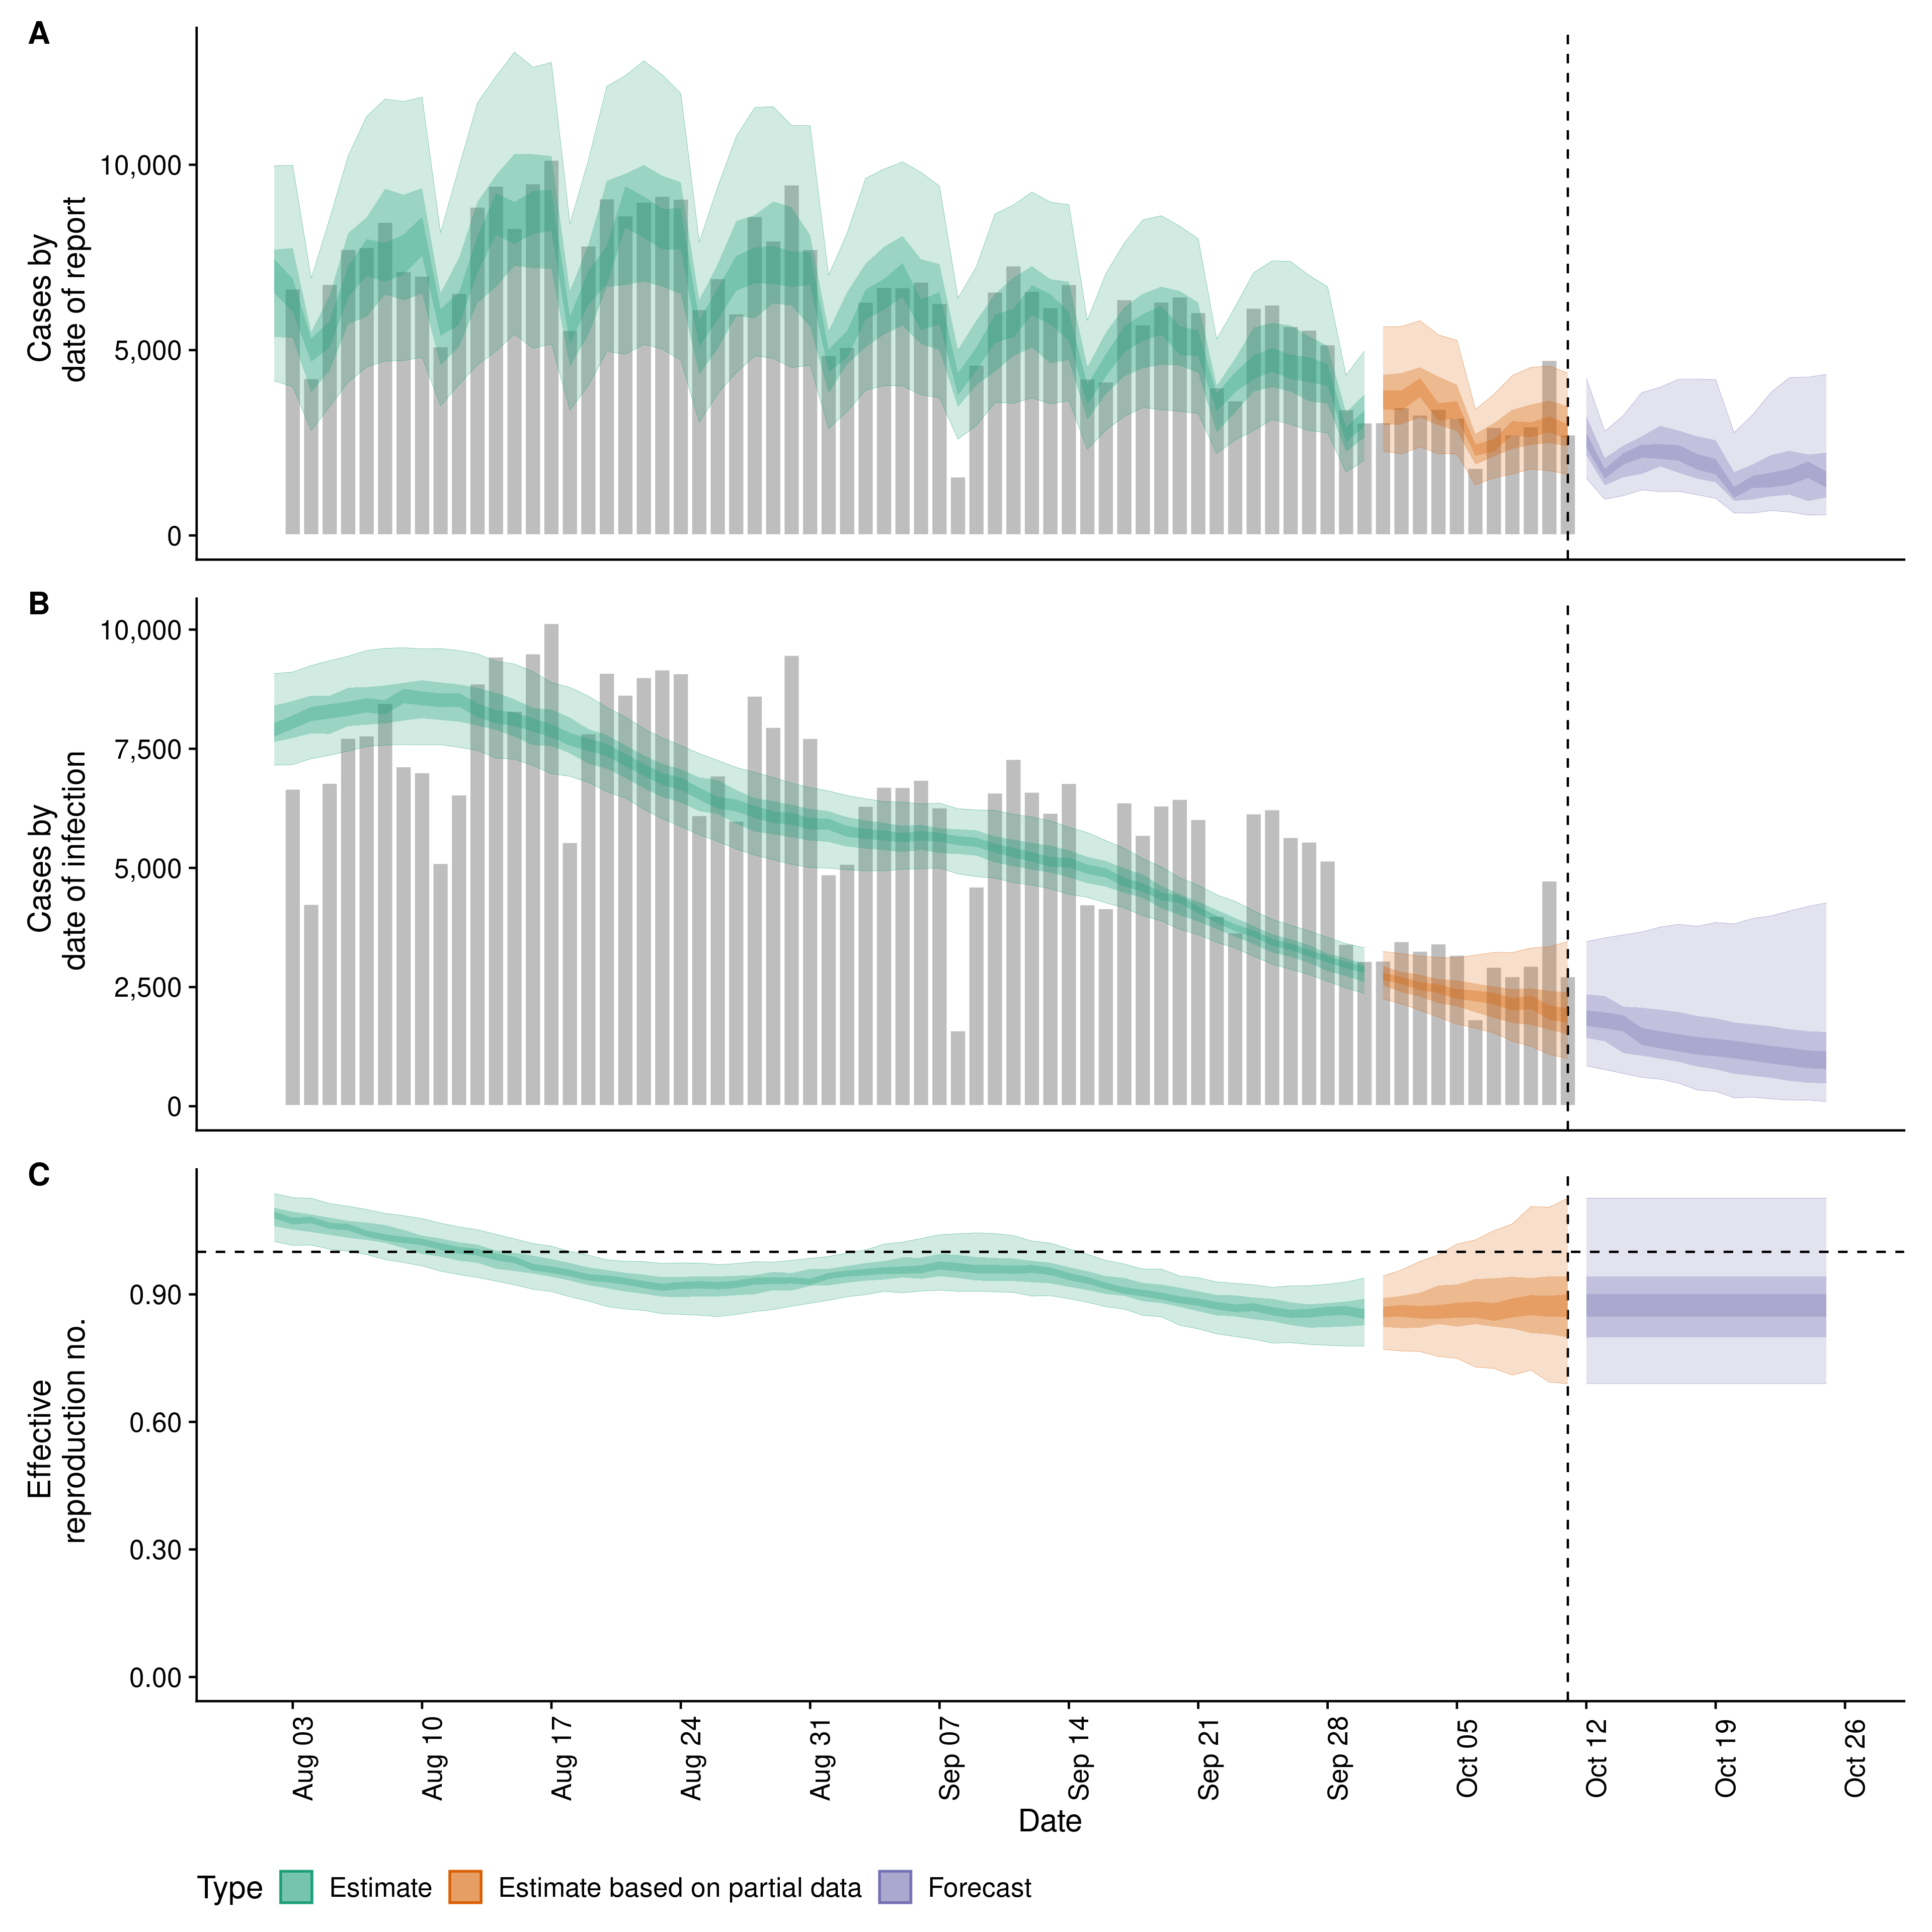 A
Cases by
date of report
10,000
5,000
0
B
Cases by
date of infection
10,000
7,500
5,000
2,500
0
C
Effective
reproduction no.
0.90
0.60
0.30
0.00
Aug 03
Aug 10
Aug 17
Aug 24
Aug 31
Sep 07
Sep 14
Sep 21
Sep 28
Oct 05
Oct 12
Oct 19
Oct 26
Date
Type Estimate Estimate based on partial data Forecast